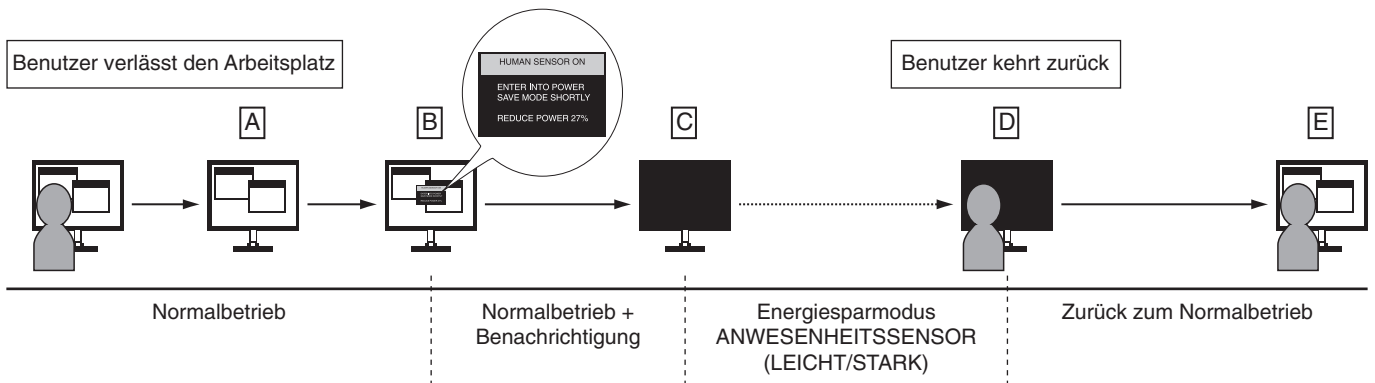 Benutzer verlässt den Arbeitsplatz
HUMAN SENSOR ON
ENTER INTO POWER
SAVE MODE SHORTLY
REDUCE POWER 27%
Benutzer kehrt zurück
A
B
C
D
E
Normalbetrieb
Normalbetrieb +
Benachrichtigung
Energiesparmodus
ANWESENHEITSSENSOR
(LEICHT/STARK)
Zurück zum Normalbetrieb